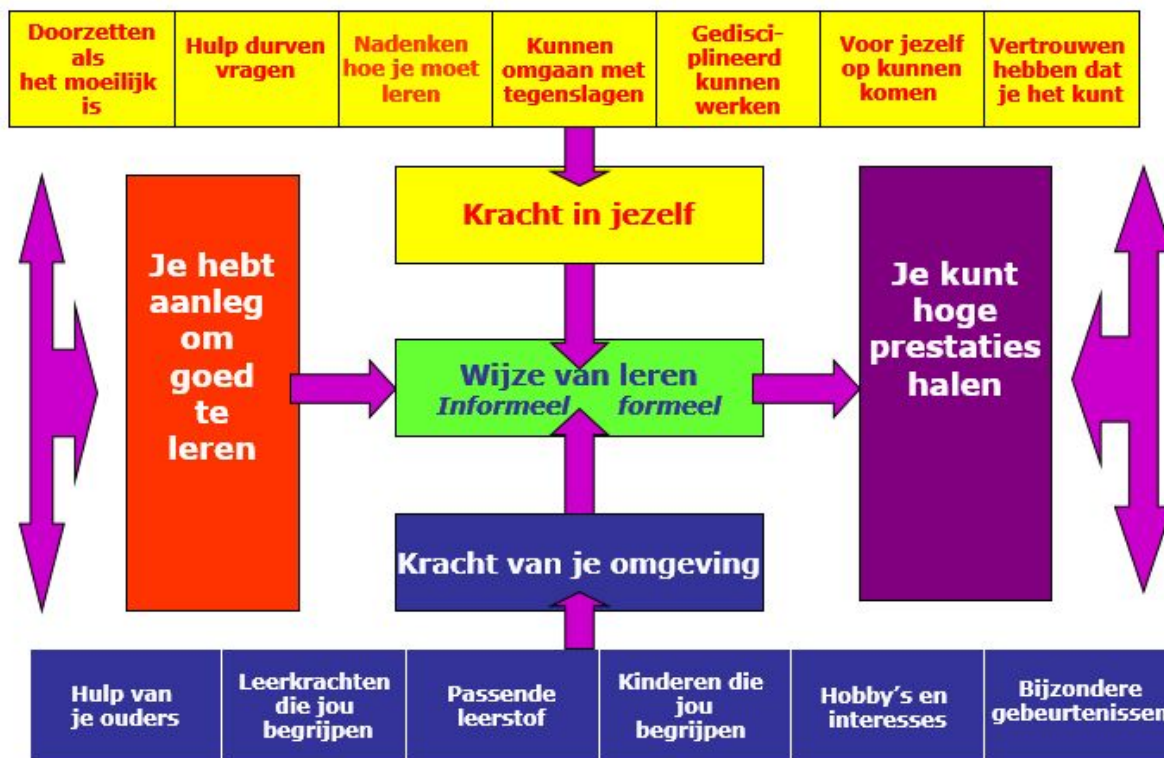 Doorzetten
als
het moeilijk
is
Hulp durven
vragen
Nadenken
hoe je moet
leren
Kunnen
omgaan met
tegenslagen
Gedisci-
plineerd
kunnen
werken
Voor jezelf
op kunnen
komen
Vertrouwen
hebben dat
je het kunt
Kracht in jezelf
Je hebt
aanleg
om
goed
te
leren
Wijze van leren
Informeel formeel
Je kunt
hoge
prestaties
halen
Kracht van je omgeving
Hulp van
je ouders
Leerkrachten
die jou
begrijpen
Passende
leerstof
Kinderen die
jou
begrijpen
Hobby's en
interesses
Bijzondere
gebeurtenissen